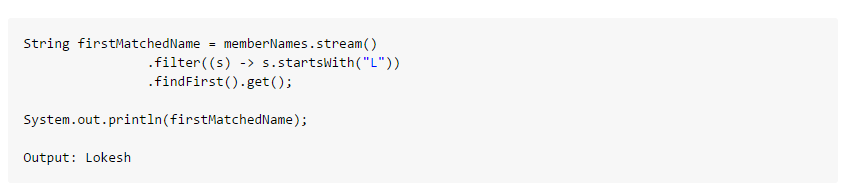 String firstMatchedName = memberNames.stream()
.filter((s) -> s.startsWith("L"))
.findFirst().get();
System.out.println(firstMatchedName);
Output: Lokesh